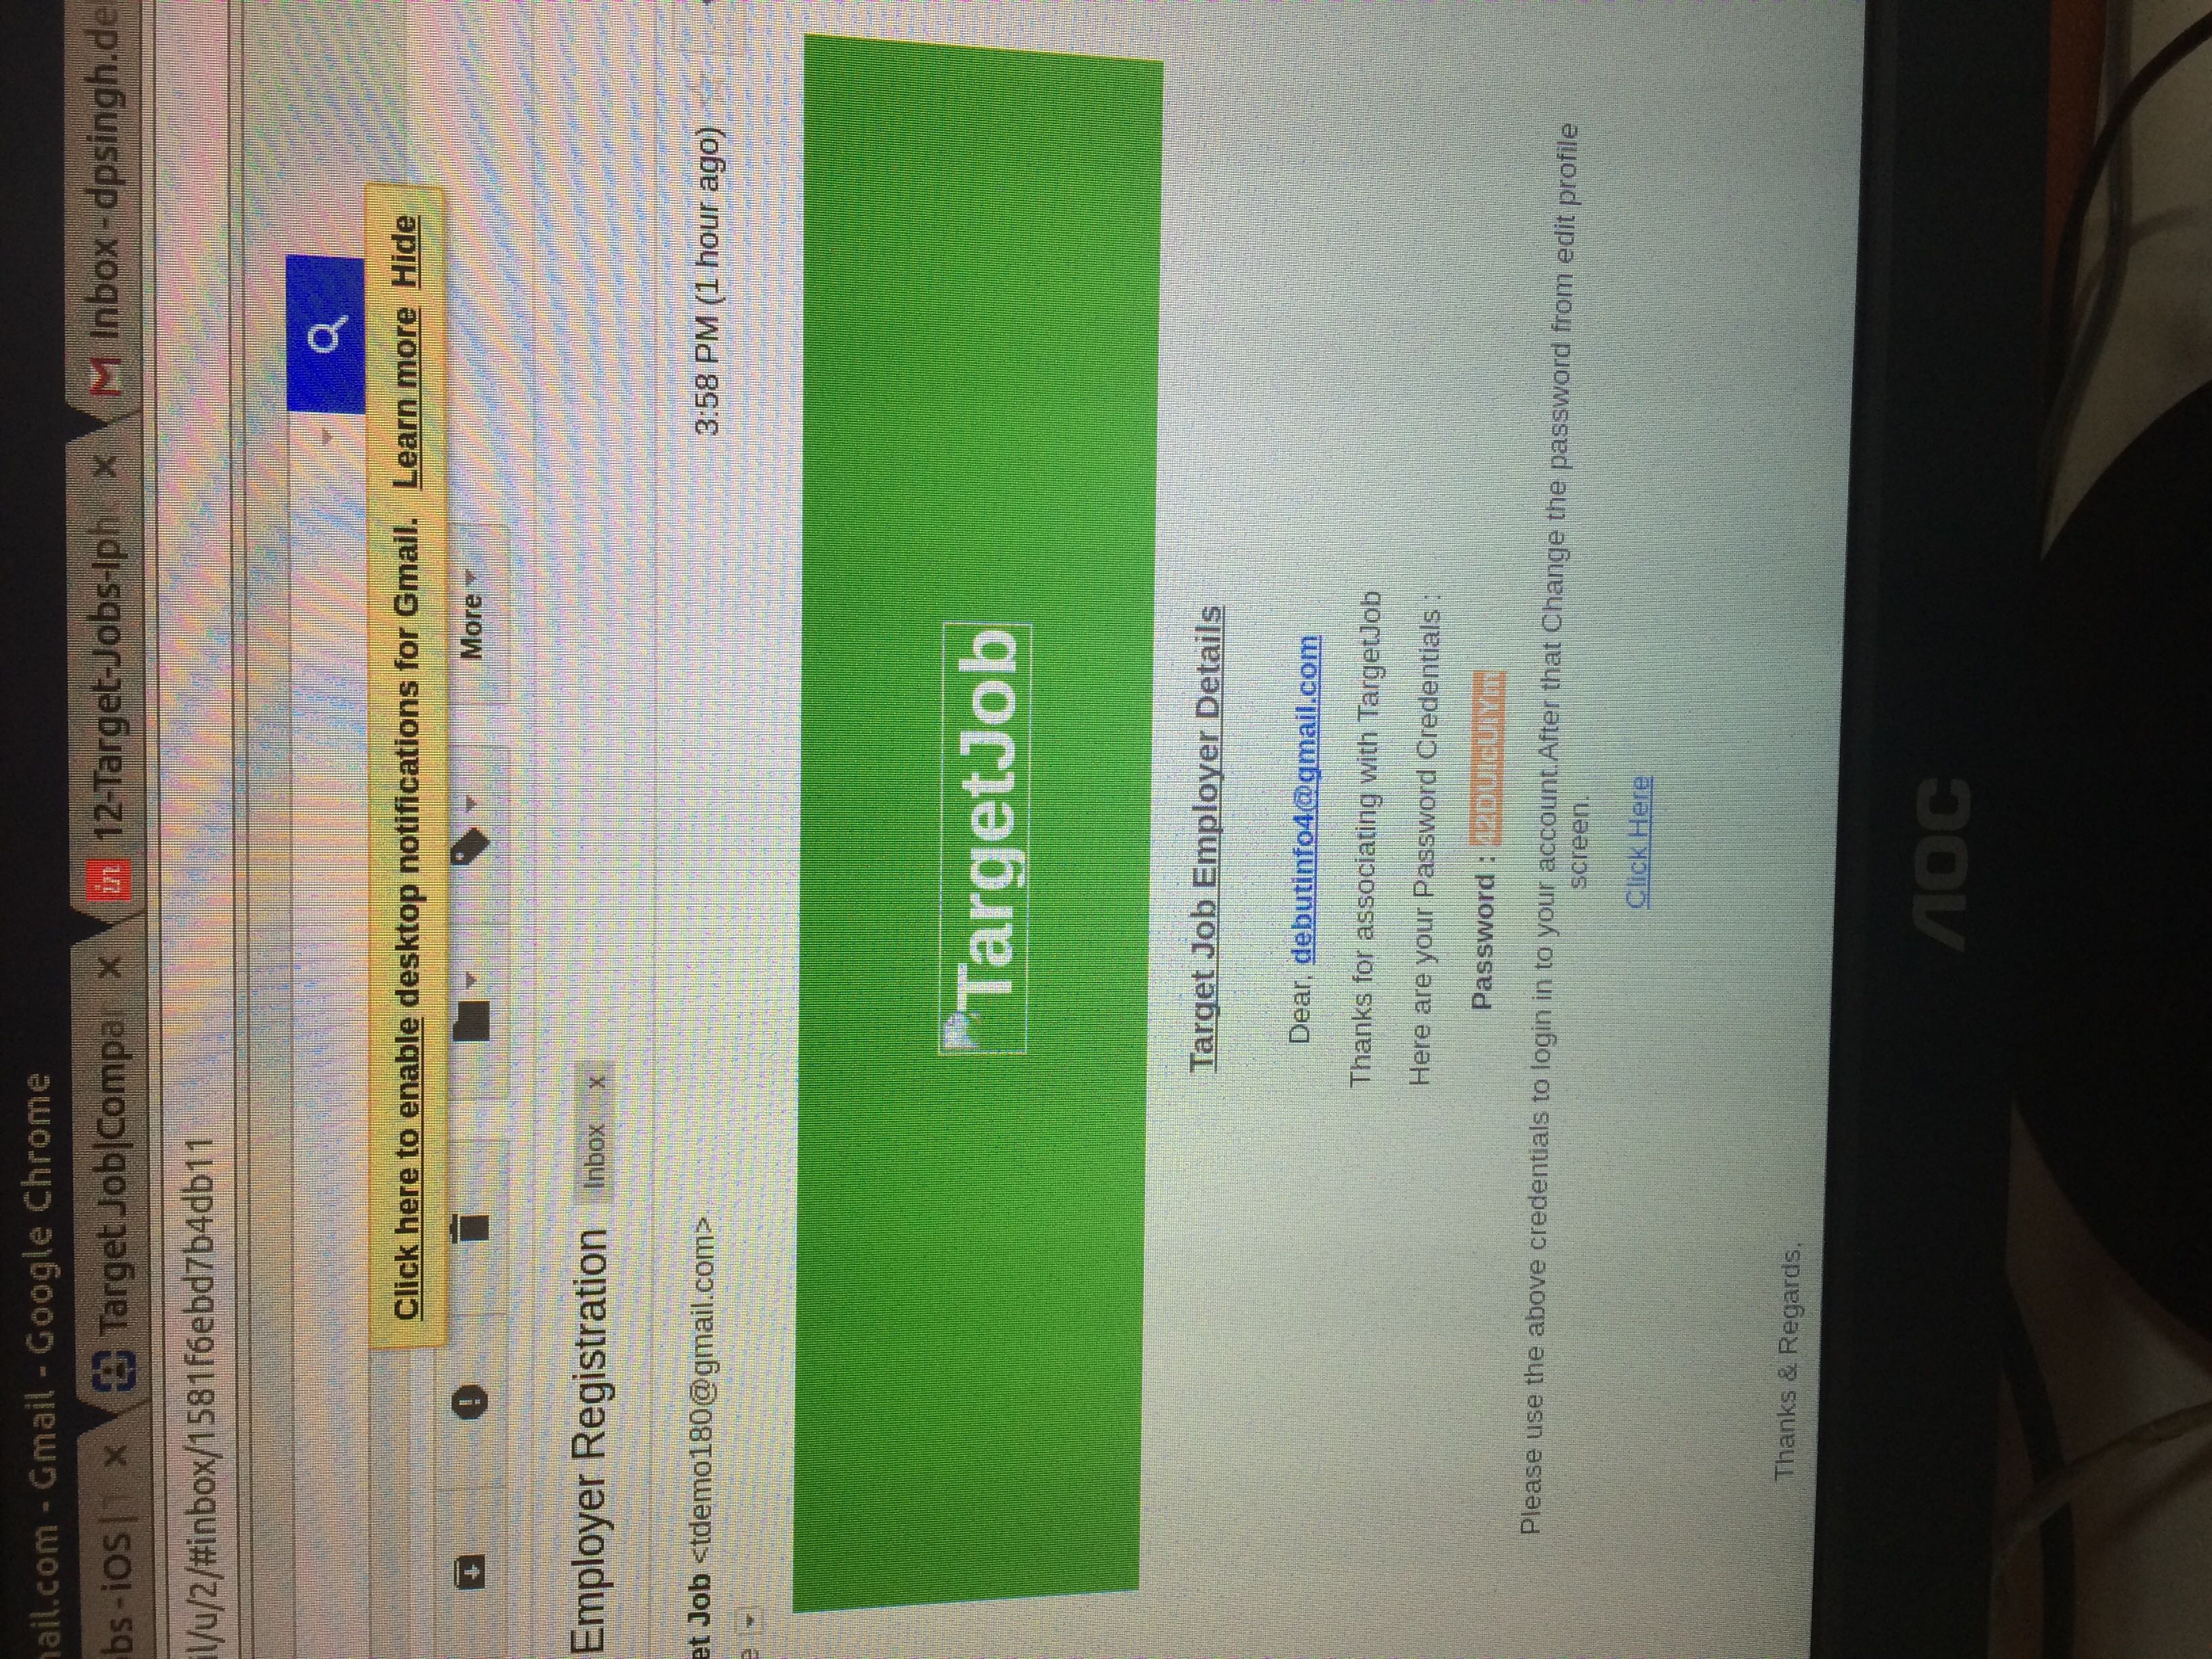 ail.com - Gmail - Google Chrome
bs - iOS | Target Job|Compa 12-Target-Jobs-Iph Inbox - dpsingh.de
il/u/2/#inbox/1581f6ebd7b4db11
Click here to enable desktop notifications for Gmail. Learn more Hide
More
Employer Registration Inbox x
et Job <tdemo180@gmail.com> 3:58 PM (1 hour ago)
e
TargetJob
Target Job Employer Details
Dear, debutinfo4@gmail.com
Thanks for associating with TargetJob
Here are your Password Credentials :
Password :
Please use the above credentials to login in to your account.After that Change the password from edit profile
screen.
Click Here
Thanks & Regards,
AOC